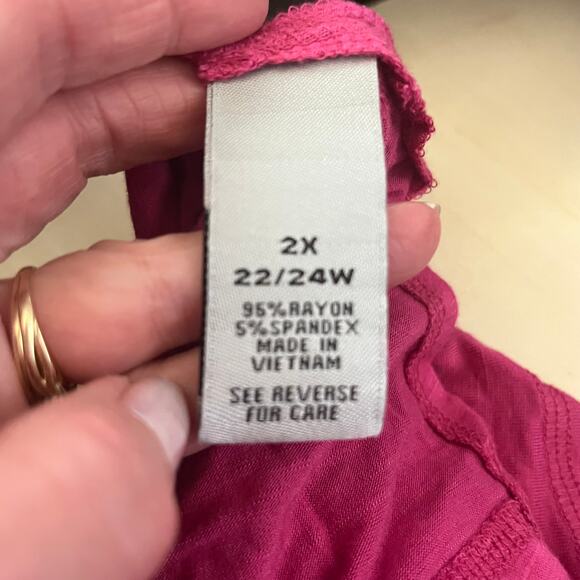 2X
22/24W
95%RAYON
5%SPANDEX
MADE IN
VIETNAM
SEE REVERSE
FOR CARE